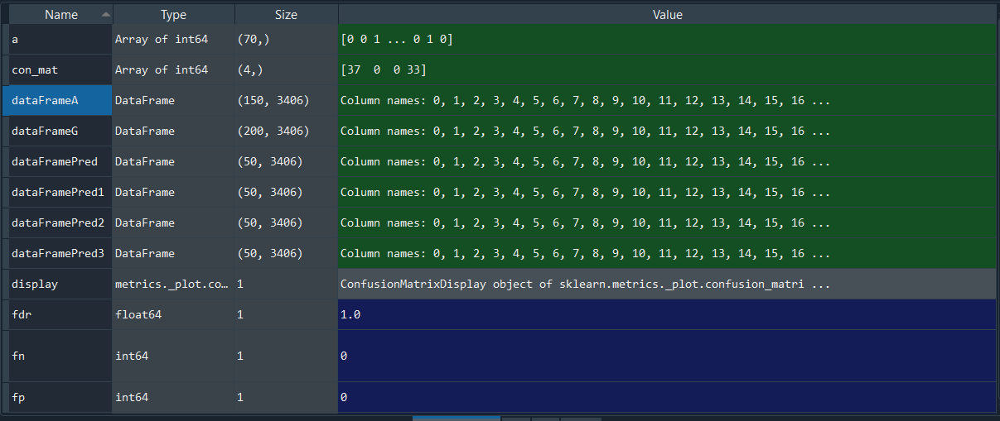 Name Type Size Value
a Array of int64 (70,) [0 0 1 ... 0 1 0]
con_mat Array of int64 (4,) [37  0  0 33]
dataFrameA DataFrame (150, 3406) Column names: 0, 1, 2, 3, 4, 5, 6, 7, 8, 9, 10, 11, 12, 13, 14, 15, 16 ...
dataFrameG DataFrame (200, 3406) Column names: 0, 1, 2, 3, 4, 5, 6, 7, 8, 9, 10, 11, 12, 13, 14, 15, 16 ...
dataFramePred DataFrame (50, 3406) Column names: 0, 1, 2, 3, 4, 5, 6, 7, 8, 9, 10, 11, 12, 13, 14, 15, 16 ...
dataFramePred1 DataFrame (50, 3406) Column names: 0, 1, 2, 3, 4, 5, 6, 7, 8, 9, 10, 11, 12, 13, 14, 15, 16 ...
dataFramePred2 DataFrame (50, 3406) Column names: 0, 1, 2, 3, 4, 5, 6, 7, 8, 9, 10, 11, 12, 13, 14, 15, 16 ...
dataFramePred3 DataFrame (50, 3406) Column names: 0, 1, 2, 3, 4, 5, 6, 7, 8, 9, 10, 11, 12, 13, 14, 15, 16 ...
display metrics._plot.co... 1 ConfusionMatrixDisplay object of sklearn.metrics._plot.confusion_matri ...
fdr float64 1 1.0
fn int64 1 0
fp int64 1 0